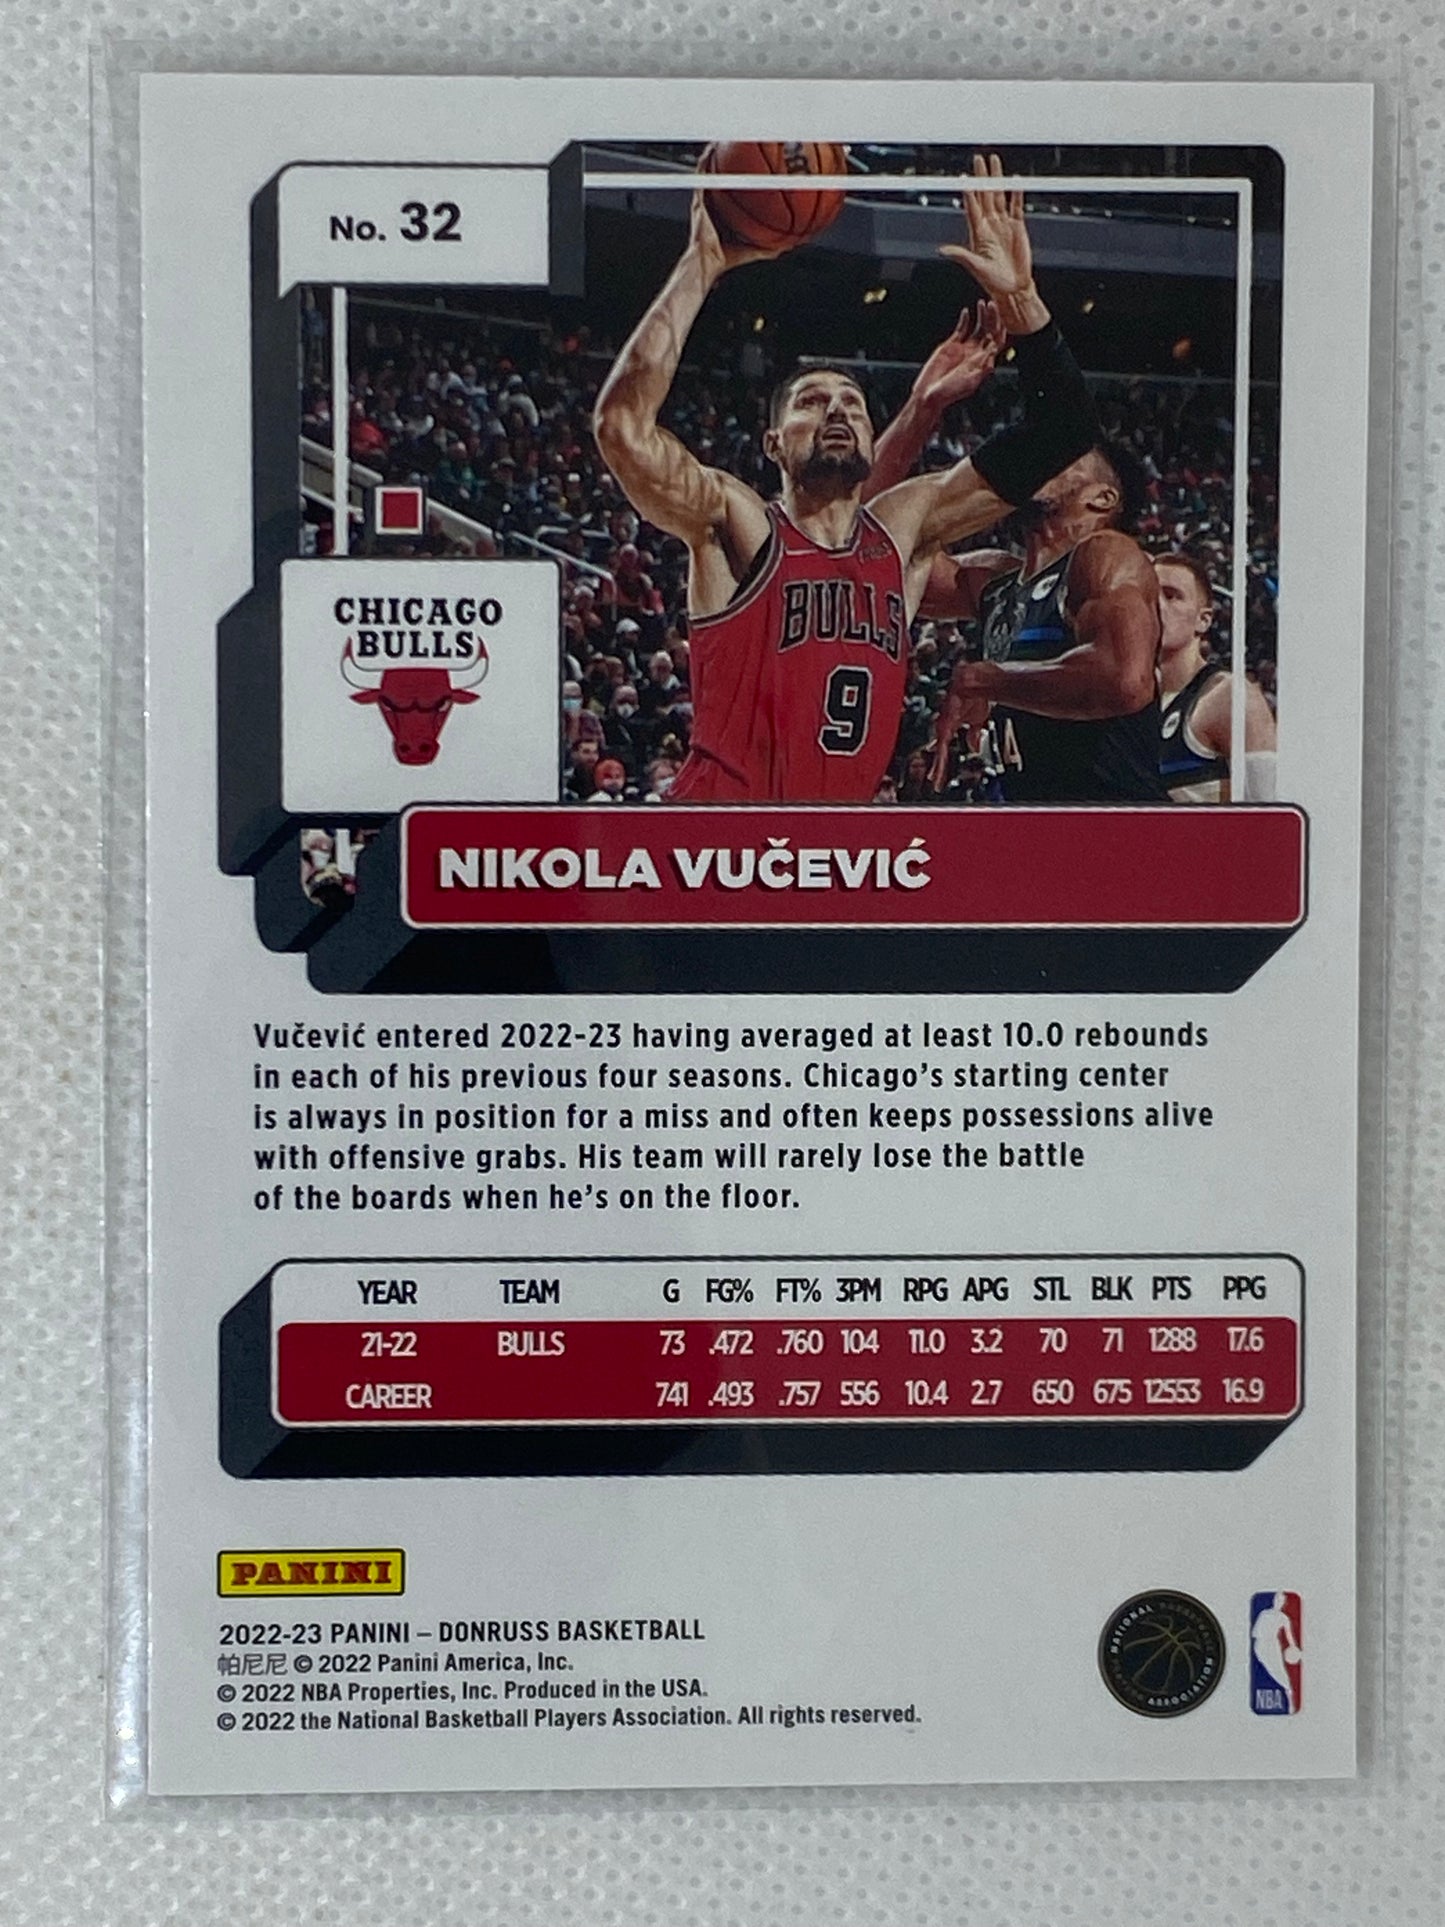 No. 32
BULLS
9
CHICAGO
BULLS
NIKOLA VUČEVIĆ
Vučević entered 2022-23 having averaged at least 10.0 rebounds
in each of his previous four seasons. Chicago's starting center
is always in position for a miss and often keeps possessions alive
with offensive grabs. His team will rarely lose the battle
of the boards when he's on the floor.
YEAR TEAM G FG% FT% 3PM RPG APG STL BLK PTS PPG
21-22 BULLS 73 .472 .760 104 11.0 3.2 70 71 1288 17.6
CAREER 741 .493 .757 556 10.4 2.7 650 675 12553 16.9
PANINI
2022-23 PANINI – DONRUSS BASKETBALL
帕尼尼 © 2022 Panini America, Inc.
© 2022 NBA Properties, Inc. Produced in the USA.
© 2022 the National Basketball Players Association. All rights reserved.
NATIONAL BASKETBALL PLAYERS ASSOCIATION
NBA